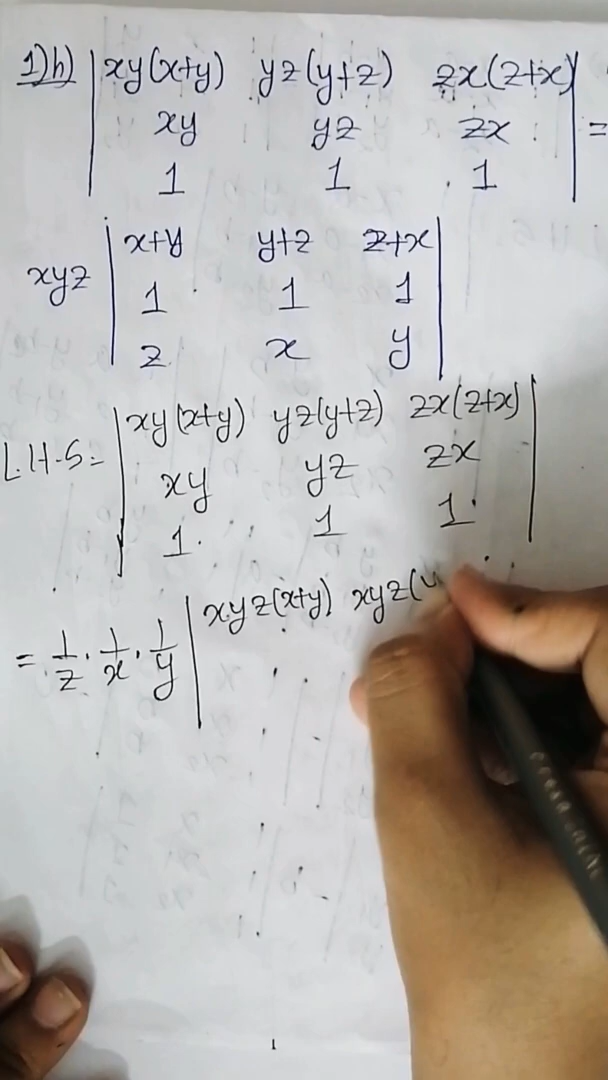 1)h) | xy(x+y) yz(y+z) zx(z+x) |
| xy yz zx | =
| 1 1 1 |
| x+y y+z z+x |
xyz | 1 1 1 |
| z x y |
| xy(x+y) yz(y+z) zx(z+x) |
L.H.S= | xy yz zx |
| 1 1 1 |
= 1/z . 1/x . 1/y | xyz(x+y) xyz(
1